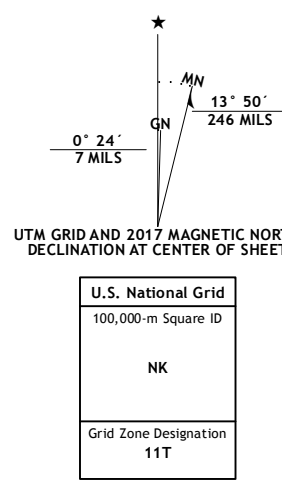 MN
13° 50´
246 MILS
GN
0° 24´
7 MILS
UTM GRID AND 2017 MAGNETIC NORT
DECLINATION AT CENTER OF SHEET
U.S. National Grid
100,000-m Square ID
NK
Grid Zone Designation
11T